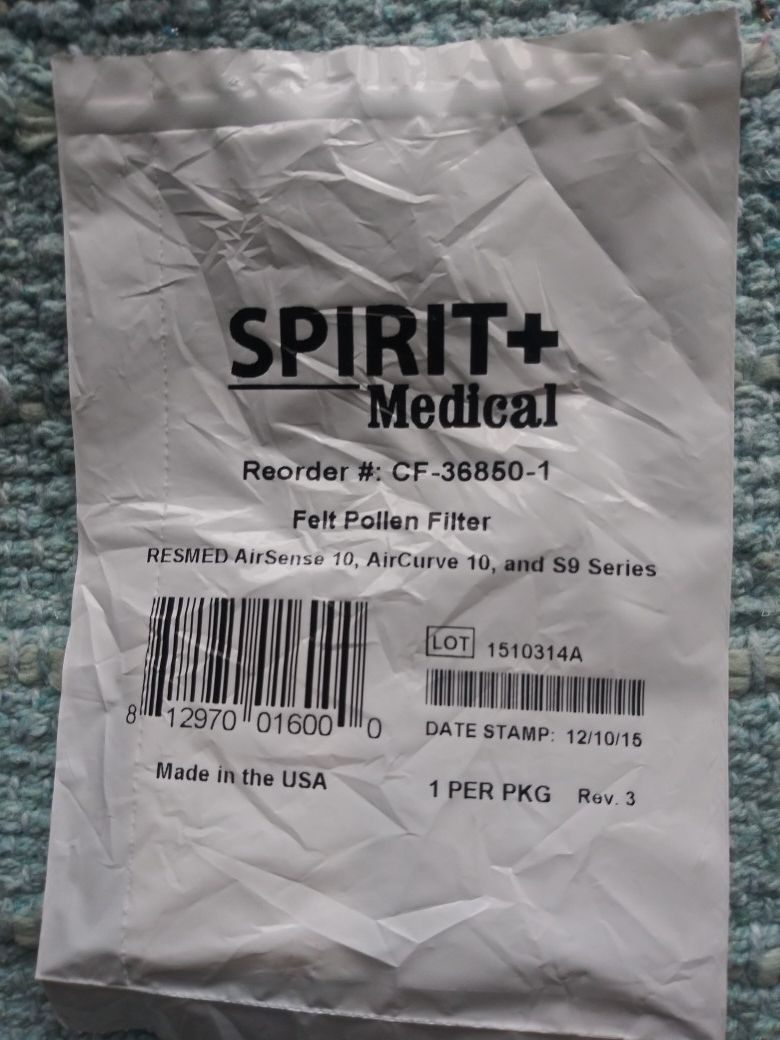 SPIRIT+
Medical
Reorder #: CF-36850-1
Felt Pollen Filter
RESMED AirSense 10, AirCurve 10, and S9 Series
LOT 1510314A
8 12970 01600 0
DATE STAMP: 12/10/15
Made in the USA
1 PER PKG Rev. 3